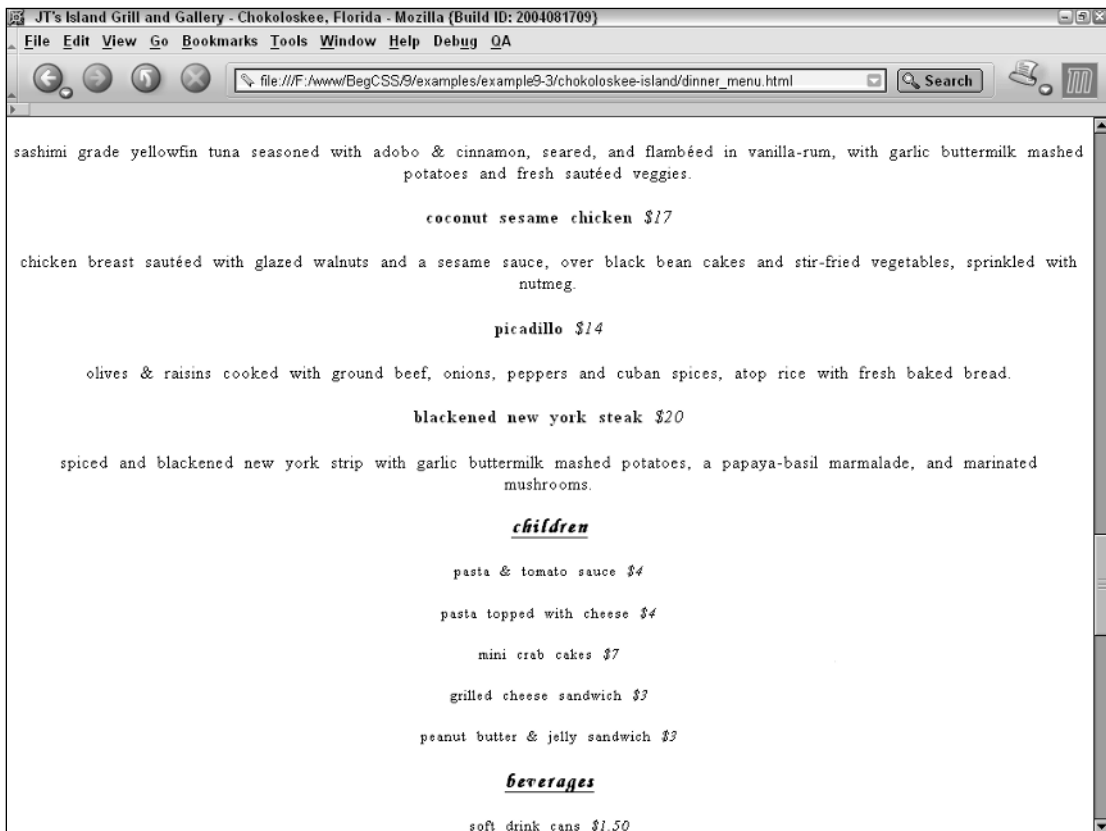 JT's Island Grill and Gallery - Chokoloskee, Florida - Mozilla {Build ID: 2004081709}
File Edit View Go Bookmarks Tools Window Help Debug QA
file:///F:/www/BegCSS/9/examples/example9-3/chokoloskee-island/dinner_menu.html Search
sashimi grade yellowfin tuna seasoned with adobo & cinnamon, seared, and flambéed in vanilla-rum, with garlic buttermilk mashed
potatoes and fresh sautéed veggies.
coconut sesame chicken $17
chicken breast sautéed with glazed walnuts and a sesame sauce, over black bean cakes and stir-fried vegetables, sprinkled with
nutmeg.
picadillo $14
olives & raisins cooked with ground beef, onions, peppers and cuban spices, atop rice with fresh baked bread.
blackened new york steak $20
spiced and blackened new york strip with garlic buttermilk mashed potatoes, a papaya-basil marmalade, and marinated
mushrooms.
children
pasta & tomato sauce $4
pasta topped with cheese $4
mini crab cakes $7
grilled cheese sandwich $3
peanut butter & jelly sandwich $3
beverages
soft drink cans $1.50